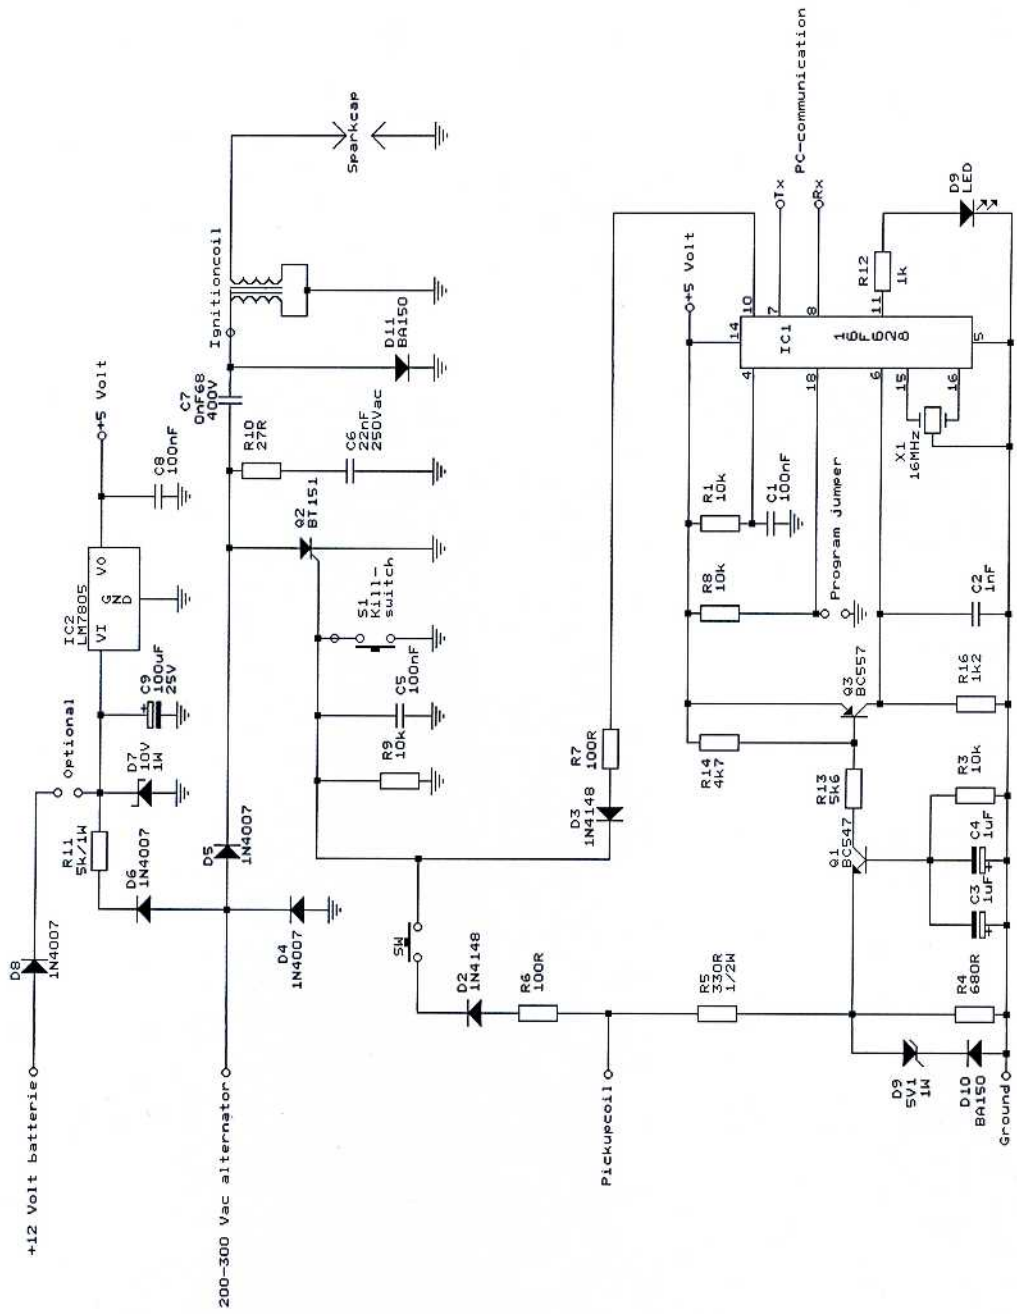 +12 Volt batterie
D8
1N4007
Optional
R11
5k/1W
D6
1N4007
D7
10V
1W
C9
100uF
25V
+
IC2
LM7805
VI
VO
GND
+5 Volt
C8
100nF
200-300 Vac alternator
D5
1N4007
D4
1N4007
Q2
BT151
R10
27R
C6
22nF
250Vac
C7
0nF68
400V
D11
BA150
Ignitioncoil
Sparkcap
S1
Kill-
switch
C5
100nF
R9
10k
SW
D2
1N4148
R6
100R
Pickupcoil
R5
330R
1/2W
D3
1N4148
R7
100R
+5 Volt
R14
4k7
R8
10k
R1
10k
C1
100nF
Program jumper
Q3
BC557
R13
5k6
Q1
BC547
R16
1k2
C2
1nF
R3
10k
C4
1uF
+
C3
1uF
+
R4
680R
D9
5V1
1W
D10
BA150
Ground
X1
16MHz
IC1
16F628
14
10
4
7
18
8
6
11
15
16
5
Tx
Rx
PC-communication
R12
1k
D9
LED